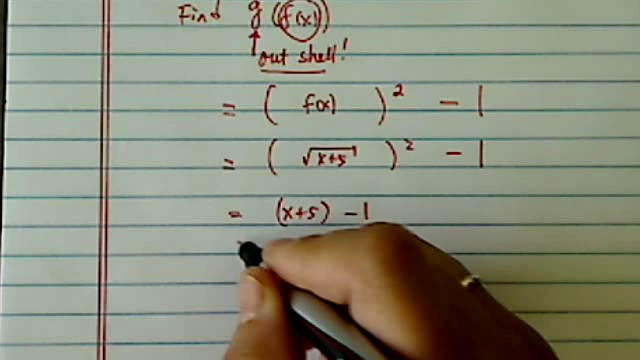 Find g (f(x))
out shell!
= ( f(x) )² - 1
= ( √x+5 )² - 1
= (x+5) - 1